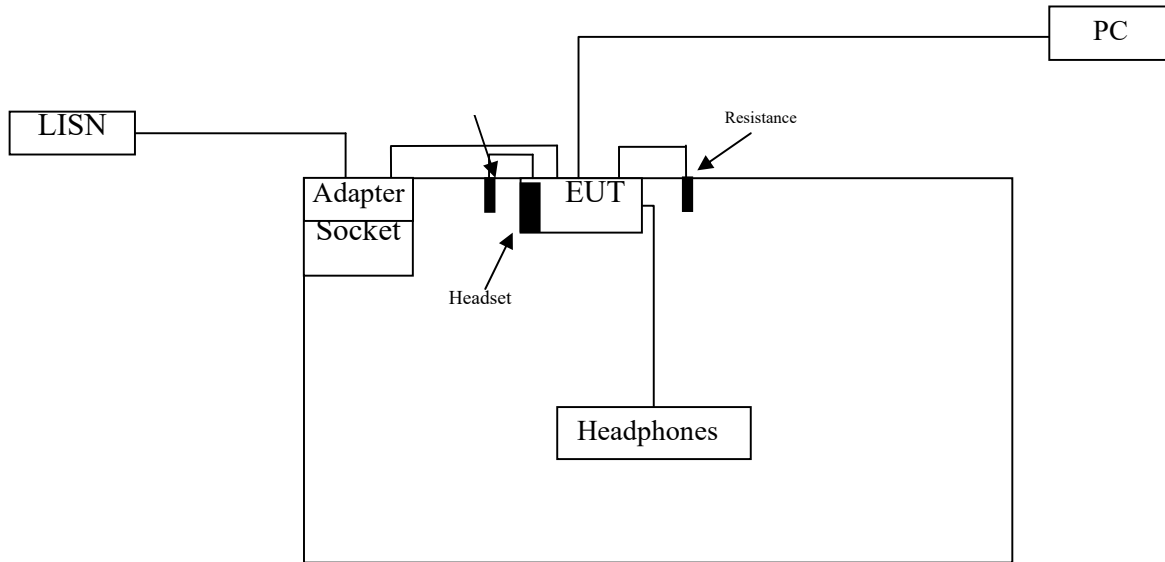 PC
LISN
Resistance
Adapter
EUT
Socket
Headset
Headphones